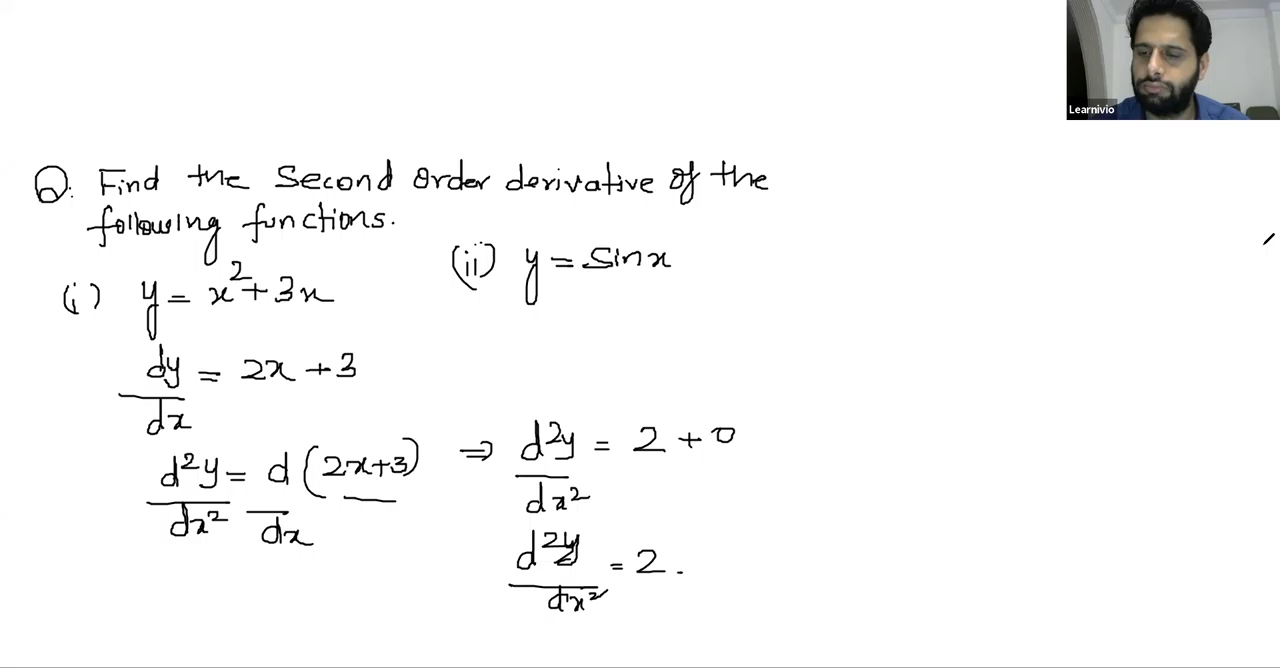 Learnivio
Q. Find the second order derivative of the
following functions.
(i) y = x² + 3x
(ii) y = sinx
dy/dx = 2x + 3
d²y/dx² = d/dx (2x+3) ⇒ d²y/dx² = 2 + 0
d²y/dx² = 2.